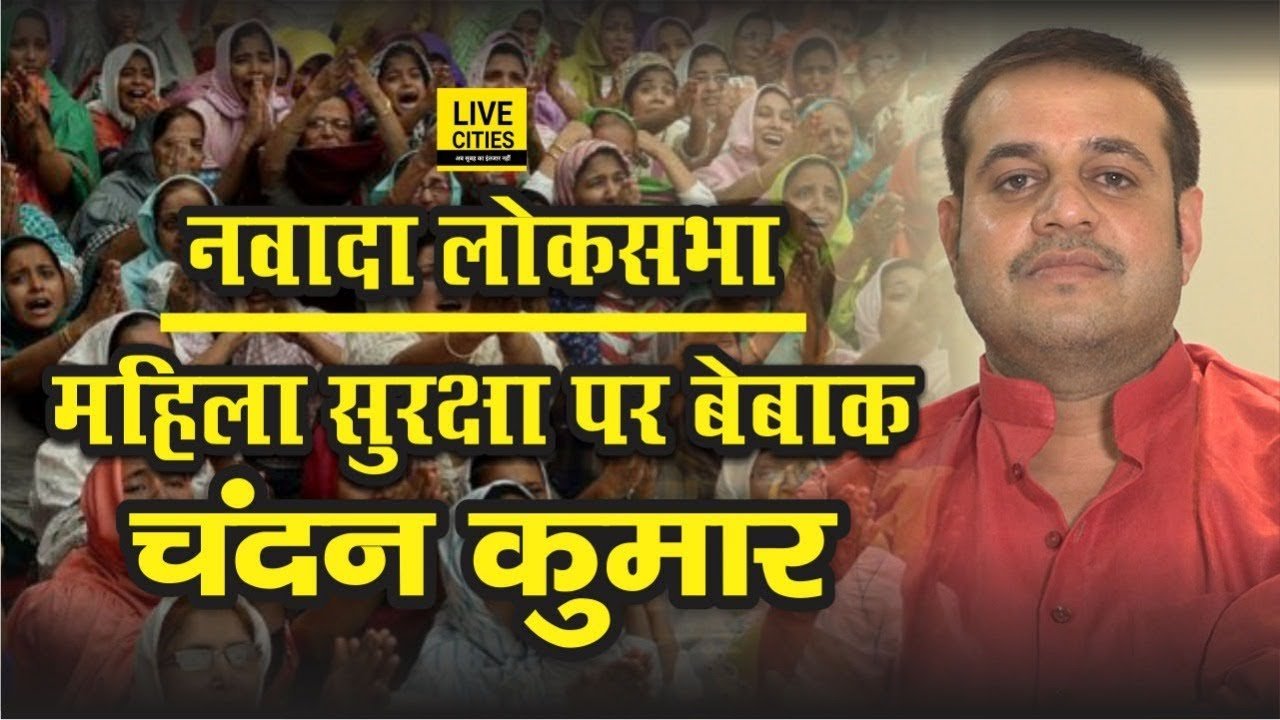 LIVE
CITIES
अब सुबह का इंतजार नहीं
नवादा लोकसभा
महिला सुरक्षा पर बेबाक
चंदन कुमार